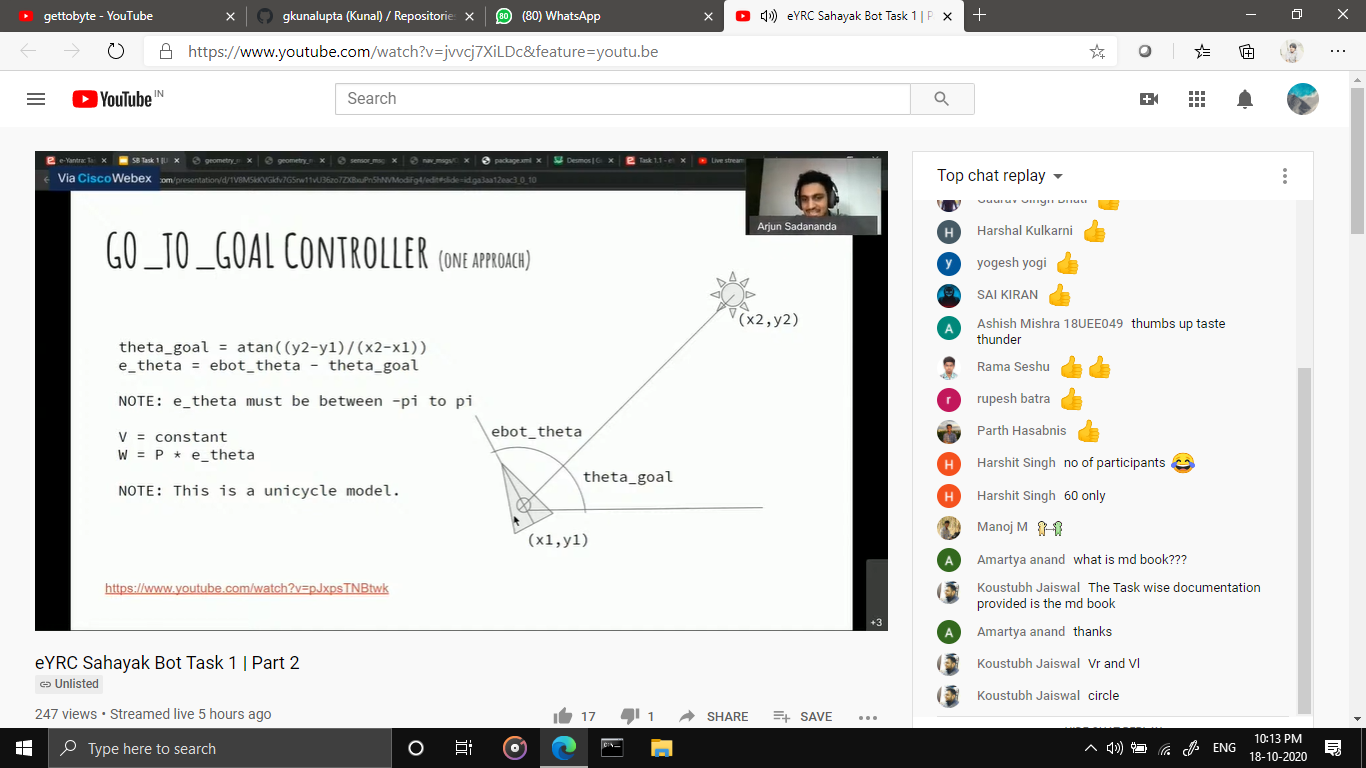 gettobyte - YouTube
gkunalupta (Kunal) / Repositories
(80) WhatsApp
eYRC Sahayak Bot Task 1 | P
https://www.youtube.com/watch?v=jvvcj7XiLDc&feature=youtu.be
YouTube IN
Search
Via Cisco Webex
Arjun Sadananda
GO_TO_GOAL CONTROLLER (ONE APPROACH)
(x2,y2)
theta_goal = atan((y2-y1)/(x2-x1))
e_theta = ebot_theta - theta_goal
NOTE: e_theta must be between -pi to pi
ebot_theta
V = constant
W = P * e_theta
theta_goal
NOTE: This is a unicycle model.
(x1,y1)
https://www.youtube.com/watch?v=pJxpsTNBtwk
+3
eYRC Sahayak Bot Task 1 | Part 2
Unlisted
247 views • Streamed live 5 hours ago
17
1
SHARE
SAVE
Top chat replay
Harshal Kulkarni
yogesh yogi
SAI KIRAN
Ashish Mishra 18UEE049 thumbs up taste
thunder
Rama Seshu
rupesh batra
Parth Hasabnis
Harshit Singh no of participants
Harshit Singh 60 only
Manoj M
Amartya anand what is md book???
Koustubh Jaiswal The Task wise documentation
provided is the md book
Amartya anand thanks
Koustubh Jaiswal Vr and Vl
Koustubh Jaiswal circle
Type here to search
ENG
10:13 PM
18-10-2020